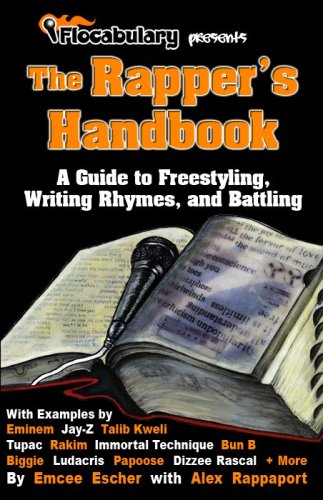 Flocabulary presents
The Rapper's
Handbook
A Guide to Freestyling,
Writing Rhymes, and Battling
With Examples by
Eminem Jay-Z Talib Kweli
Tupac Rakim Immortal Technique Bun B
Biggie Ludacris Papoose Dizzee Rascal + More
By Emcee Escher with Alex Rappaport